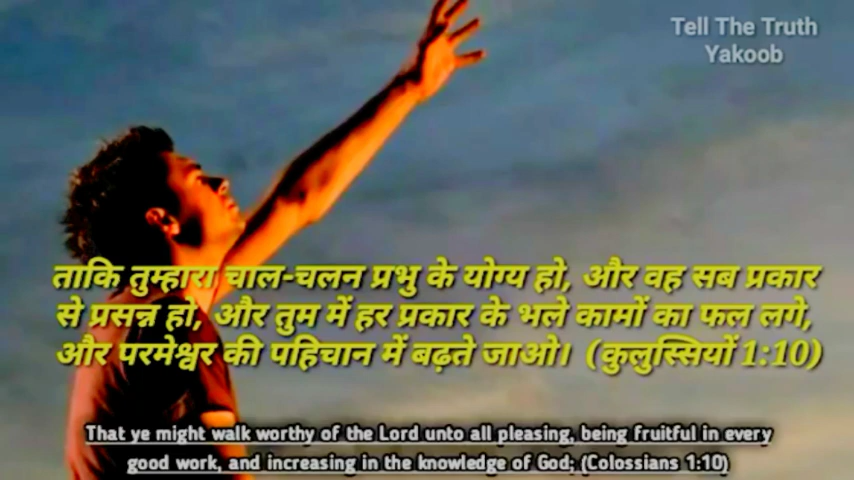 Tell The Truth
Yakoob
ताकि तुम्हारा चाल-चलन प्रभु के योग्य हो, और वह सब प्रकार
से प्रसन्न हो, और तुम में हर प्रकार के भले कामों का फल लगे,
और परमेश्वर की पहिचान में बढ़ते जाओ। (कुलुस्सियों 1:10)
That ye might walk worthy of the Lord unto all pleasing, being fruitful in every
good work, and increasing in the knowledge of God; (Colossians 1:10)